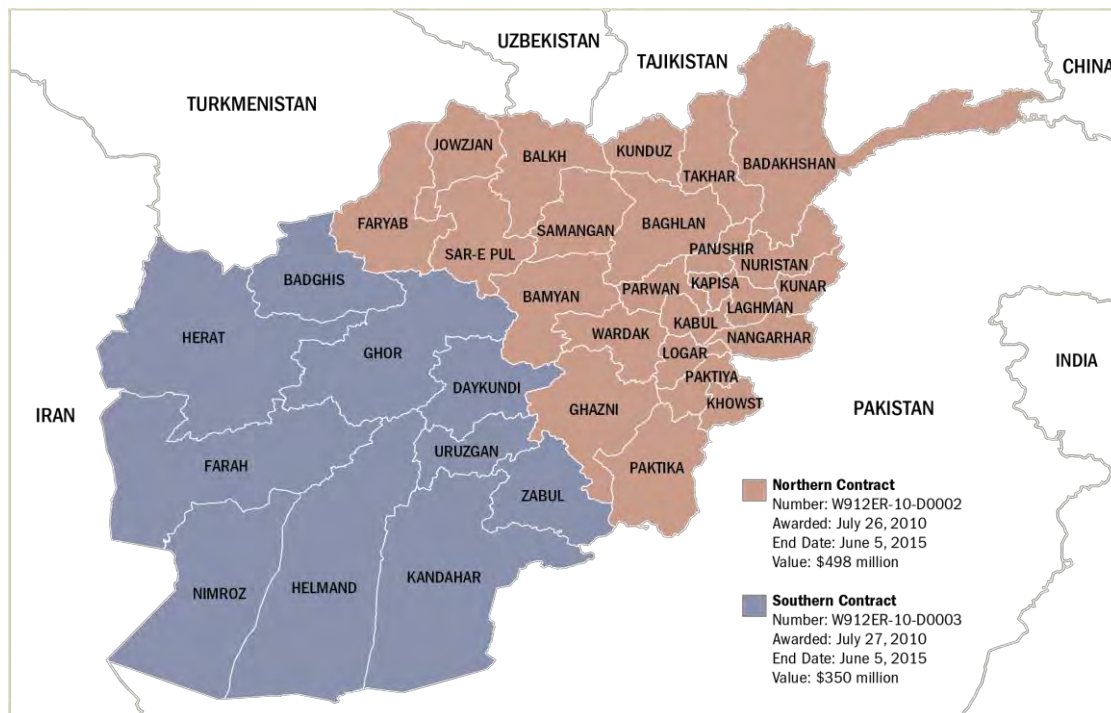 UZBEKISTAN
TAJIKISTAN
CHINA
TURKMENISTAN
JOWZJAN
BALKH
KUNDUZ
TAKHAR
BADAKHSHAN
FARYAB
SAR-E PUL
SAMANGAN
BAGHLAN
PANJSHIR
NURISTAN
BADGHIS
BAMYAN
PARWAN
KAPISA
KUNAR
LAGHMAN
HERAT
GHOR
WARDAK
KABUL
NANGARHAR
LOGAR
INDIA
DAYKUNDI
PAKTIYA
IRAN
GHAZNI
KHOWST
PAKISTAN
FARAH
URUZGAN
PAKTIKA
ZABUL
NIMROZ
HELMAND
KANDAHAR
Northern Contract
Number: W912ER-10-D0002
Awarded: July 26, 2010
End Date: June 5, 2015
Value: $498 million
Southern Contract
Number: W912ER-10-D0003
Awarded: July 27, 2010
End Date: June 5, 2015
Value: $350 million